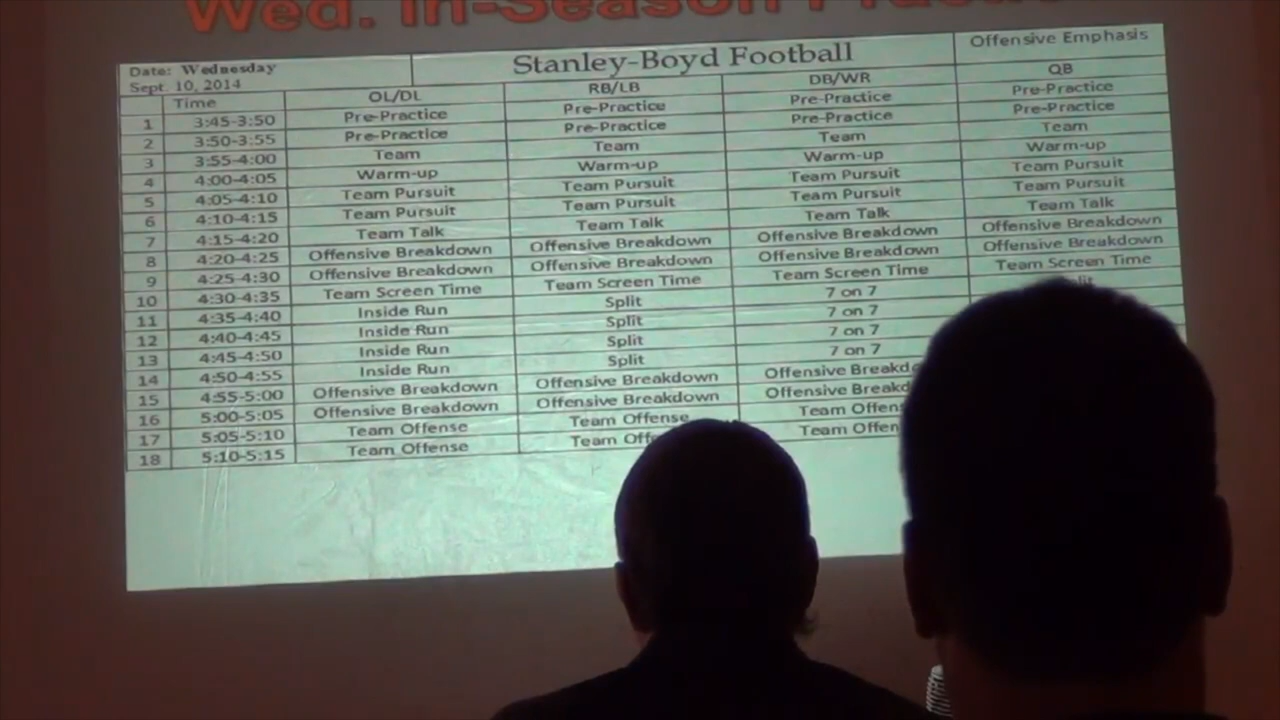 Wed. In-Season
Date: Wednesday Stanley-Boyd Football Offensive Emphasis
Sept. 10, 2014
Time OL/DL RB/LB DB/WR QB
1 3:45-3:50 Pre-Practice Pre-Practice Pre-Practice Pre-Practice
2 3:50-3:55 Pre-Practice Pre-Practice Pre-Practice Pre-Practice
3 3:55-4:00 Team Team Team Team
4 4:00-4:05 Warm-up Warm-up Warm-up Warm-up
5 4:05-4:10 Team Pursuit Team Pursuit Team Pursuit Team Pursuit
6 4:10-4:15 Team Pursuit Team Pursuit Team Pursuit Team Pursuit
7 4:15-4:20 Team Talk Team Talk Team Talk Team Talk
8 4:20-4:25 Offensive Breakdown Offensive Breakdown Offensive Breakdown Offensive Breakdown
9 4:25-4:30 Offensive Breakdown Offensive Breakdown Offensive Breakdown Offensive Breakdown
10 4:30-4:35 Team Screen Time Team Screen Time Team Screen Time Team Screen Time
11 4:35-4:40 Inside Run Split 7 on 7
12 4:40-4:45 Inside Run Split 7 on 7
13 4:45-4:50 Inside Run Split 7 on 7
14 4:50-4:55 Inside Run Split 7 on 7
15 4:55-5:00 Offensive Breakdown Offensive Breakdown Offensive
16 5:00-5:05 Offensive Breakdown Offensive Breakdown Offensive
17 5:05-5:10 Team Offense Team Offense Team
18 5:10-5:15 Team Offense Team Team